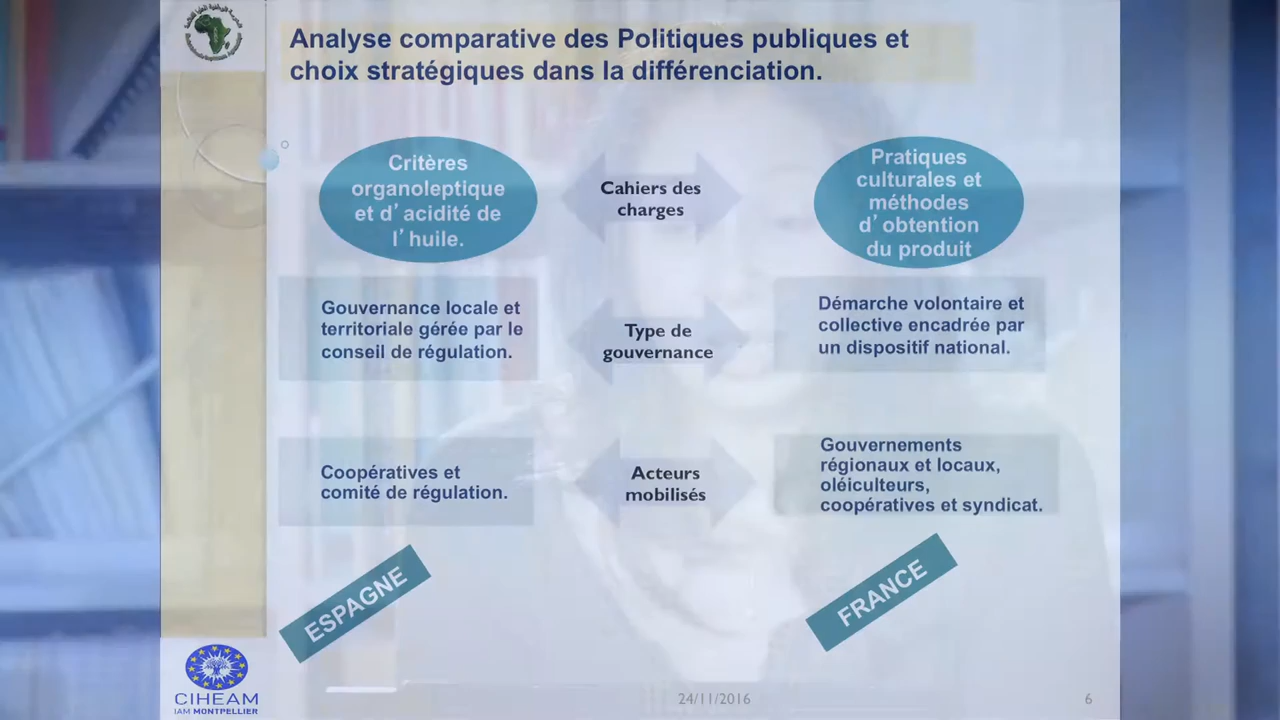 Analyse comparative des Politiques publiques et
choix stratégiques dans la différenciation.
Critères
organoleptique
et d’acidité de
l’huile.
Cahiers des
charges
Pratiques
culturales et
méthodes
d’obtention
du produit
Gouvernance locale et
territoriale gérée par le
conseil de régulation.
Type de
gouvernance
Démarche volontaire et
collective encadrée par
un dispositif national.
Coopératives et
comité de régulation.
Acteurs
mobilisés
Gouvernements
régionaux et locaux,
oléiculteurs,
coopératives et syndicat.
ESPAGNE
FRANCE
CIHEAM
IAM MONTPELLIER
24/11/2016
6